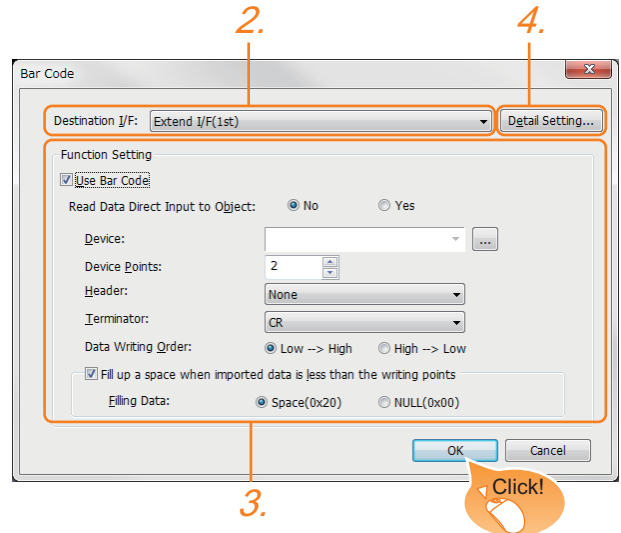 2. 4.
Bar Code
Destination I/F: Extend I/F(1st) Detail Setting...
Function Setting
Use Bar Code
Read Data Direct Input to Object: No Yes
Device: ...
Device Points: 2
Header: None
Terminator: CR
Data Writing Order: Low --> High High --> Low
Fill up a space when imported data is less than the writing points
Filling Data: Space(0x20) NULL(0x00)
OK Cancel
Click!
3.